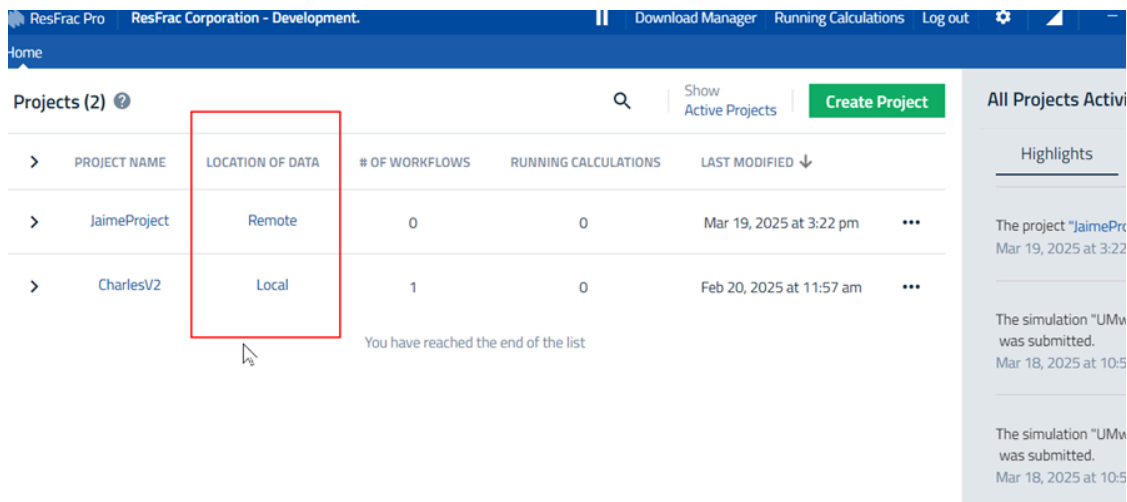 ResFrac Pro ResFrac Corporation - Development. Download Manager Running Calculations Log out
Home
Projects (2) ?
Show
Active Projects
Create Project
PROJECT NAME LOCATION OF DATA # OF WORKFLOWS RUNNING CALCULATIONS LAST MODIFIED
JaimeProject Remote 0 0 Mar 19, 2025 at 3:22 pm
CharlesV2 Local 1 0 Feb 20, 2025 at 11:57 am
You have reached the end of the list
All Projects Activi
Highlights
The project "JaimePro
Mar 19, 2025 at 3:22
The simulation "UMw
was submitted.
Mar 18, 2025 at 10:5
The simulation "UMw
was submitted.
Mar 18, 2025 at 10:5